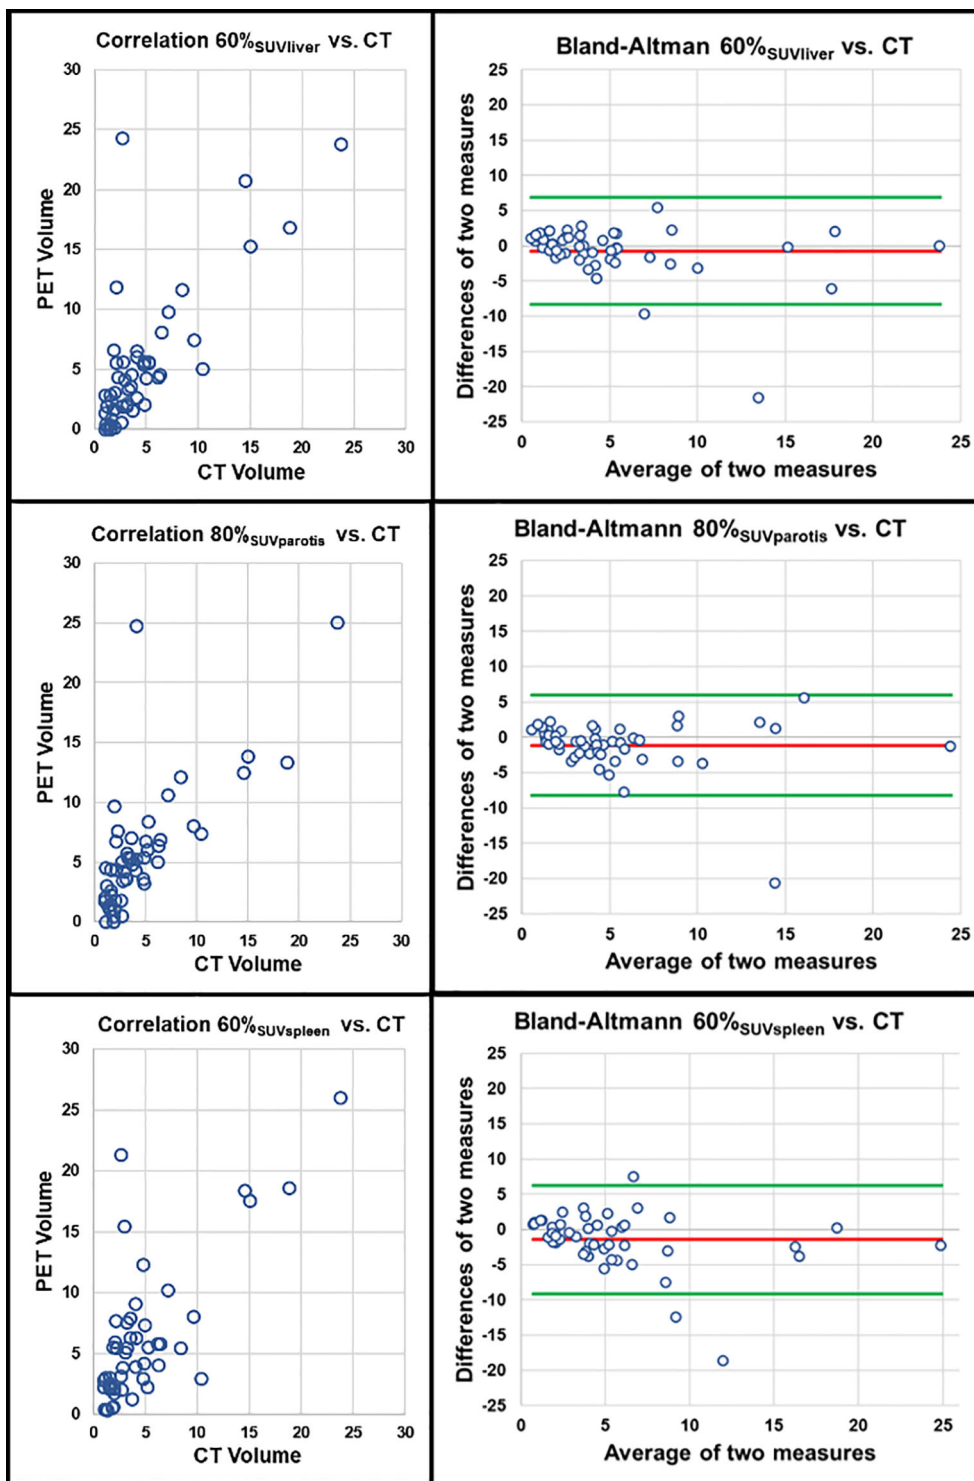 Correlation 60%SUVliver vs. CT
30
25
20
15
10
5
0
PET Volume
0 5 10 15 20 25 30
CT Volume
Bland-Altman 60%SUVliver vs. CT
25
20
15
10
5
0
-5
-10
-15
-20
-25
Differences of two measures
0 5 10 15 20 25
Average of two measures
Correlation 80%SUVparotis vs. CT
30
25
20
15
10
5
0
PET Volume
0 5 10 15 20 25 30
CT Volume
Bland-Altmann 80%SUVparotis vs. CT
25
20
15
10
5
0
-5
-10
-15
-20
-25
Differences of two measures
0 5 10 15 20 25
Average of two measures
Correlation 60%SUVspleen vs. CT
30
25
20
15
10
5
0
PET Volume
0 5 10 15 20 25 30
CT Volume
Bland-Altmann 60%SUVspleen vs. CT
25
20
15
10
5
0
-5
-10
-15
-20
-25
Differences of two measures
0 5 10 15 20 25
Average of two measures